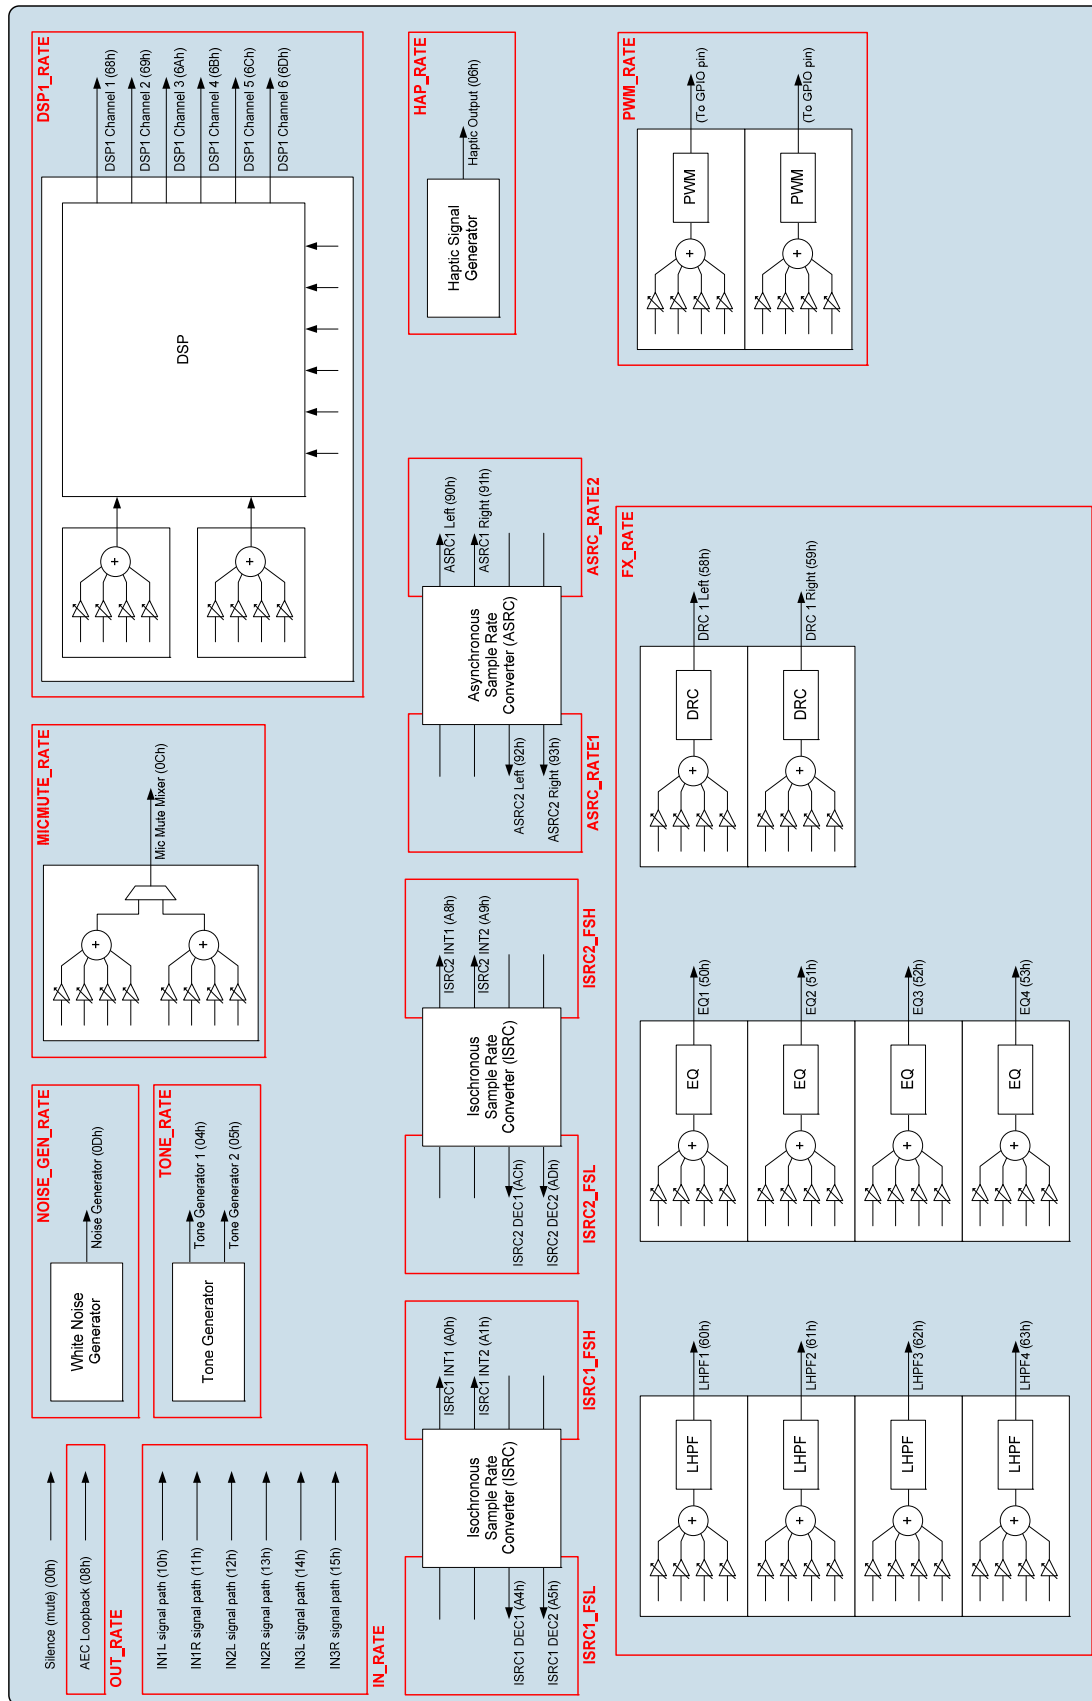 Silence (mute) (00h)
AEC Loopback (08h)
OUT_RATE
IN1L signal path (10h)
IN1R signal path (11h)
IN2L signal path (12h)
IN2R signal path (13h)
IN3L signal path (14h)
IN3R signal path (15h)
IN_RATE
NOISE_GEN_RATE
White Noise
Generator
Noise Generator (0Dh)
TONE_RATE
Tone Generator
Tone Generator 1 (04h)
Tone Generator 2 (05h)
MICMUTE_RATE
+
+
Mic Mute Mixer (0Ch)
DSP1_RATE
+
+
DSP
DSP1 Channel 1 (68h)
DSP1 Channel 2 (69h)
DSP1 Channel 3 (6Ah)
DSP1 Channel 4 (6Bh)
DSP1 Channel 5 (6Ch)
DSP1 Channel 6 (6Dh)
ISRC1 DEC1 (A4h)
ISRC1 DEC2 (A5h)
ISRC1_FSL
Isochronous
Sample Rate
Converter (ISRC)
ISRC1 INT1 (A0h)
ISRC1 INT2 (A1h)
ISRC1_FSH
ISRC2 DEC1 (ACh)
ISRC2 DEC2 (ADh)
ISRC2_FSL
Isochronous
Sample Rate
Converter (ISRC)
ISRC2 INT1 (A8h)
ISRC2 INT2 (A9h)
ISRC2_FSH
ASRC2 Left (92h)
ASRC2 Right (93h)
ASRC_RATE1
Asynchronous
Sample Rate
Converter (ASRC)
ASRC1 Left (90h)
ASRC1 Right (91h)
ASRC_RATE2
HAP_RATE
Haptic Signal
Generator
Haptic Output (06h)
FX_RATE
+
LHPF
LHPF1 (60h)
+
LHPF
LHPF2 (61h)
+
LHPF
LHPF3 (62h)
+
LHPF
LHPF4 (63h)
+
EQ
EQ1 (50h)
+
EQ
EQ2 (51h)
+
EQ
EQ3 (52h)
+
EQ
EQ4 (53h)
+
DRC
DRC 1 Left (58h)
+
DRC
DRC 1 Right (59h)
PWM_RATE
+
PWM
(To GPIO pin)
+
PWM
(To GPIO pin)